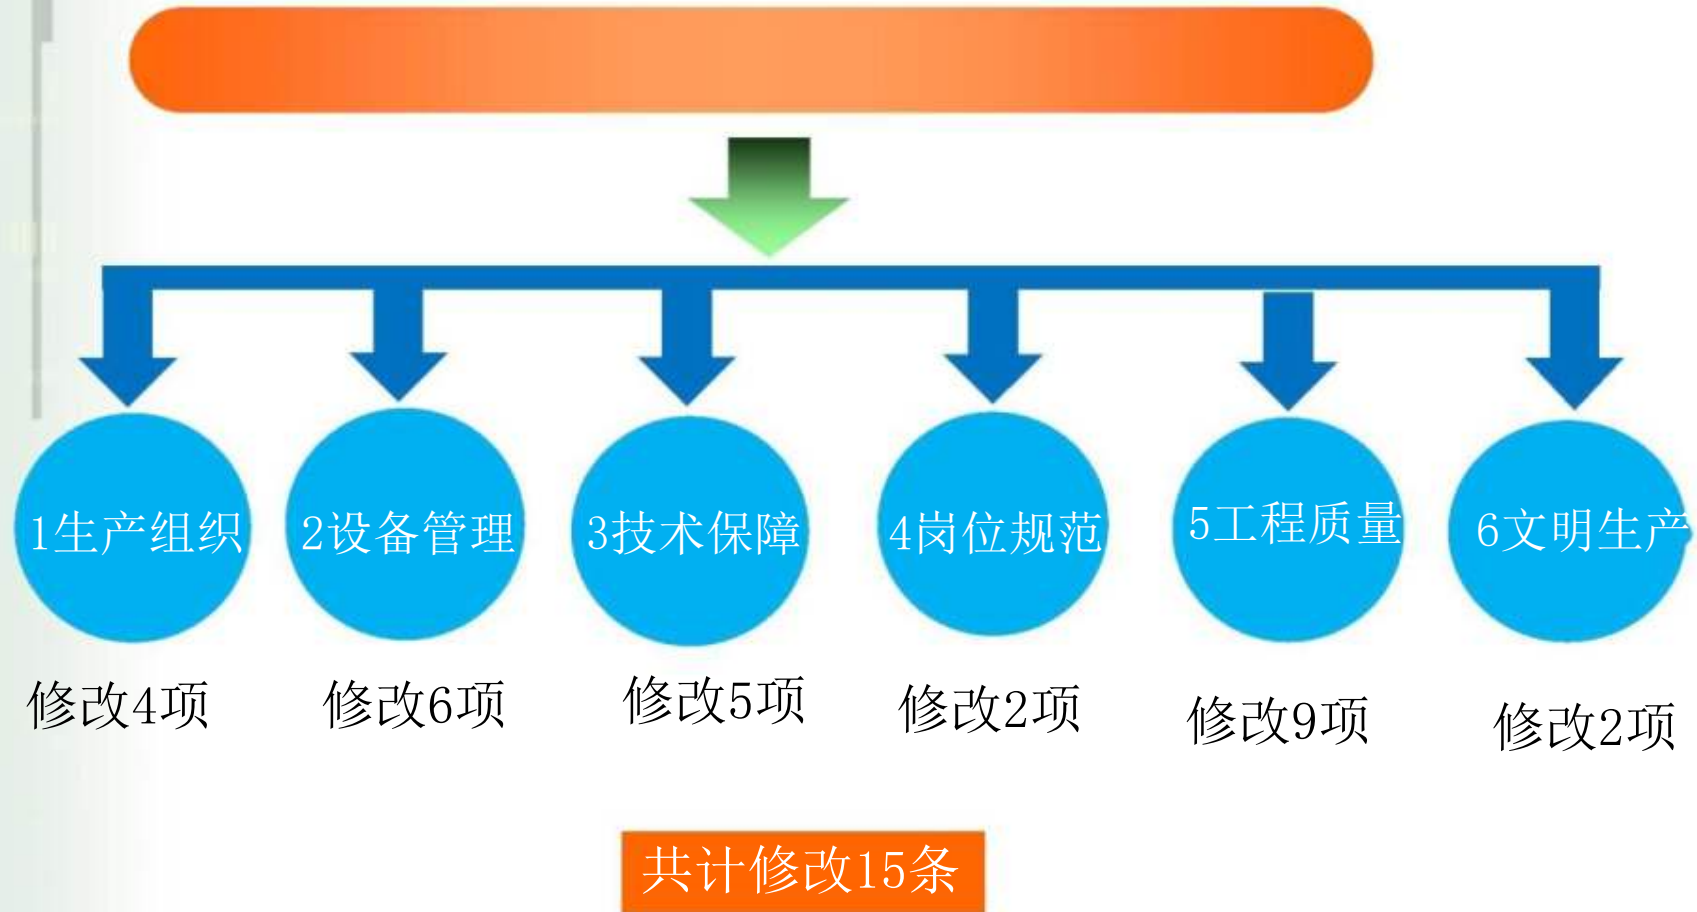 1生产组织
2设备管理
3技术保障
4岗位规范
5工程质量
6文明生产
修改4项
修改6项
修改5项
修改2项
修改9项
修改2项
共计修改15条